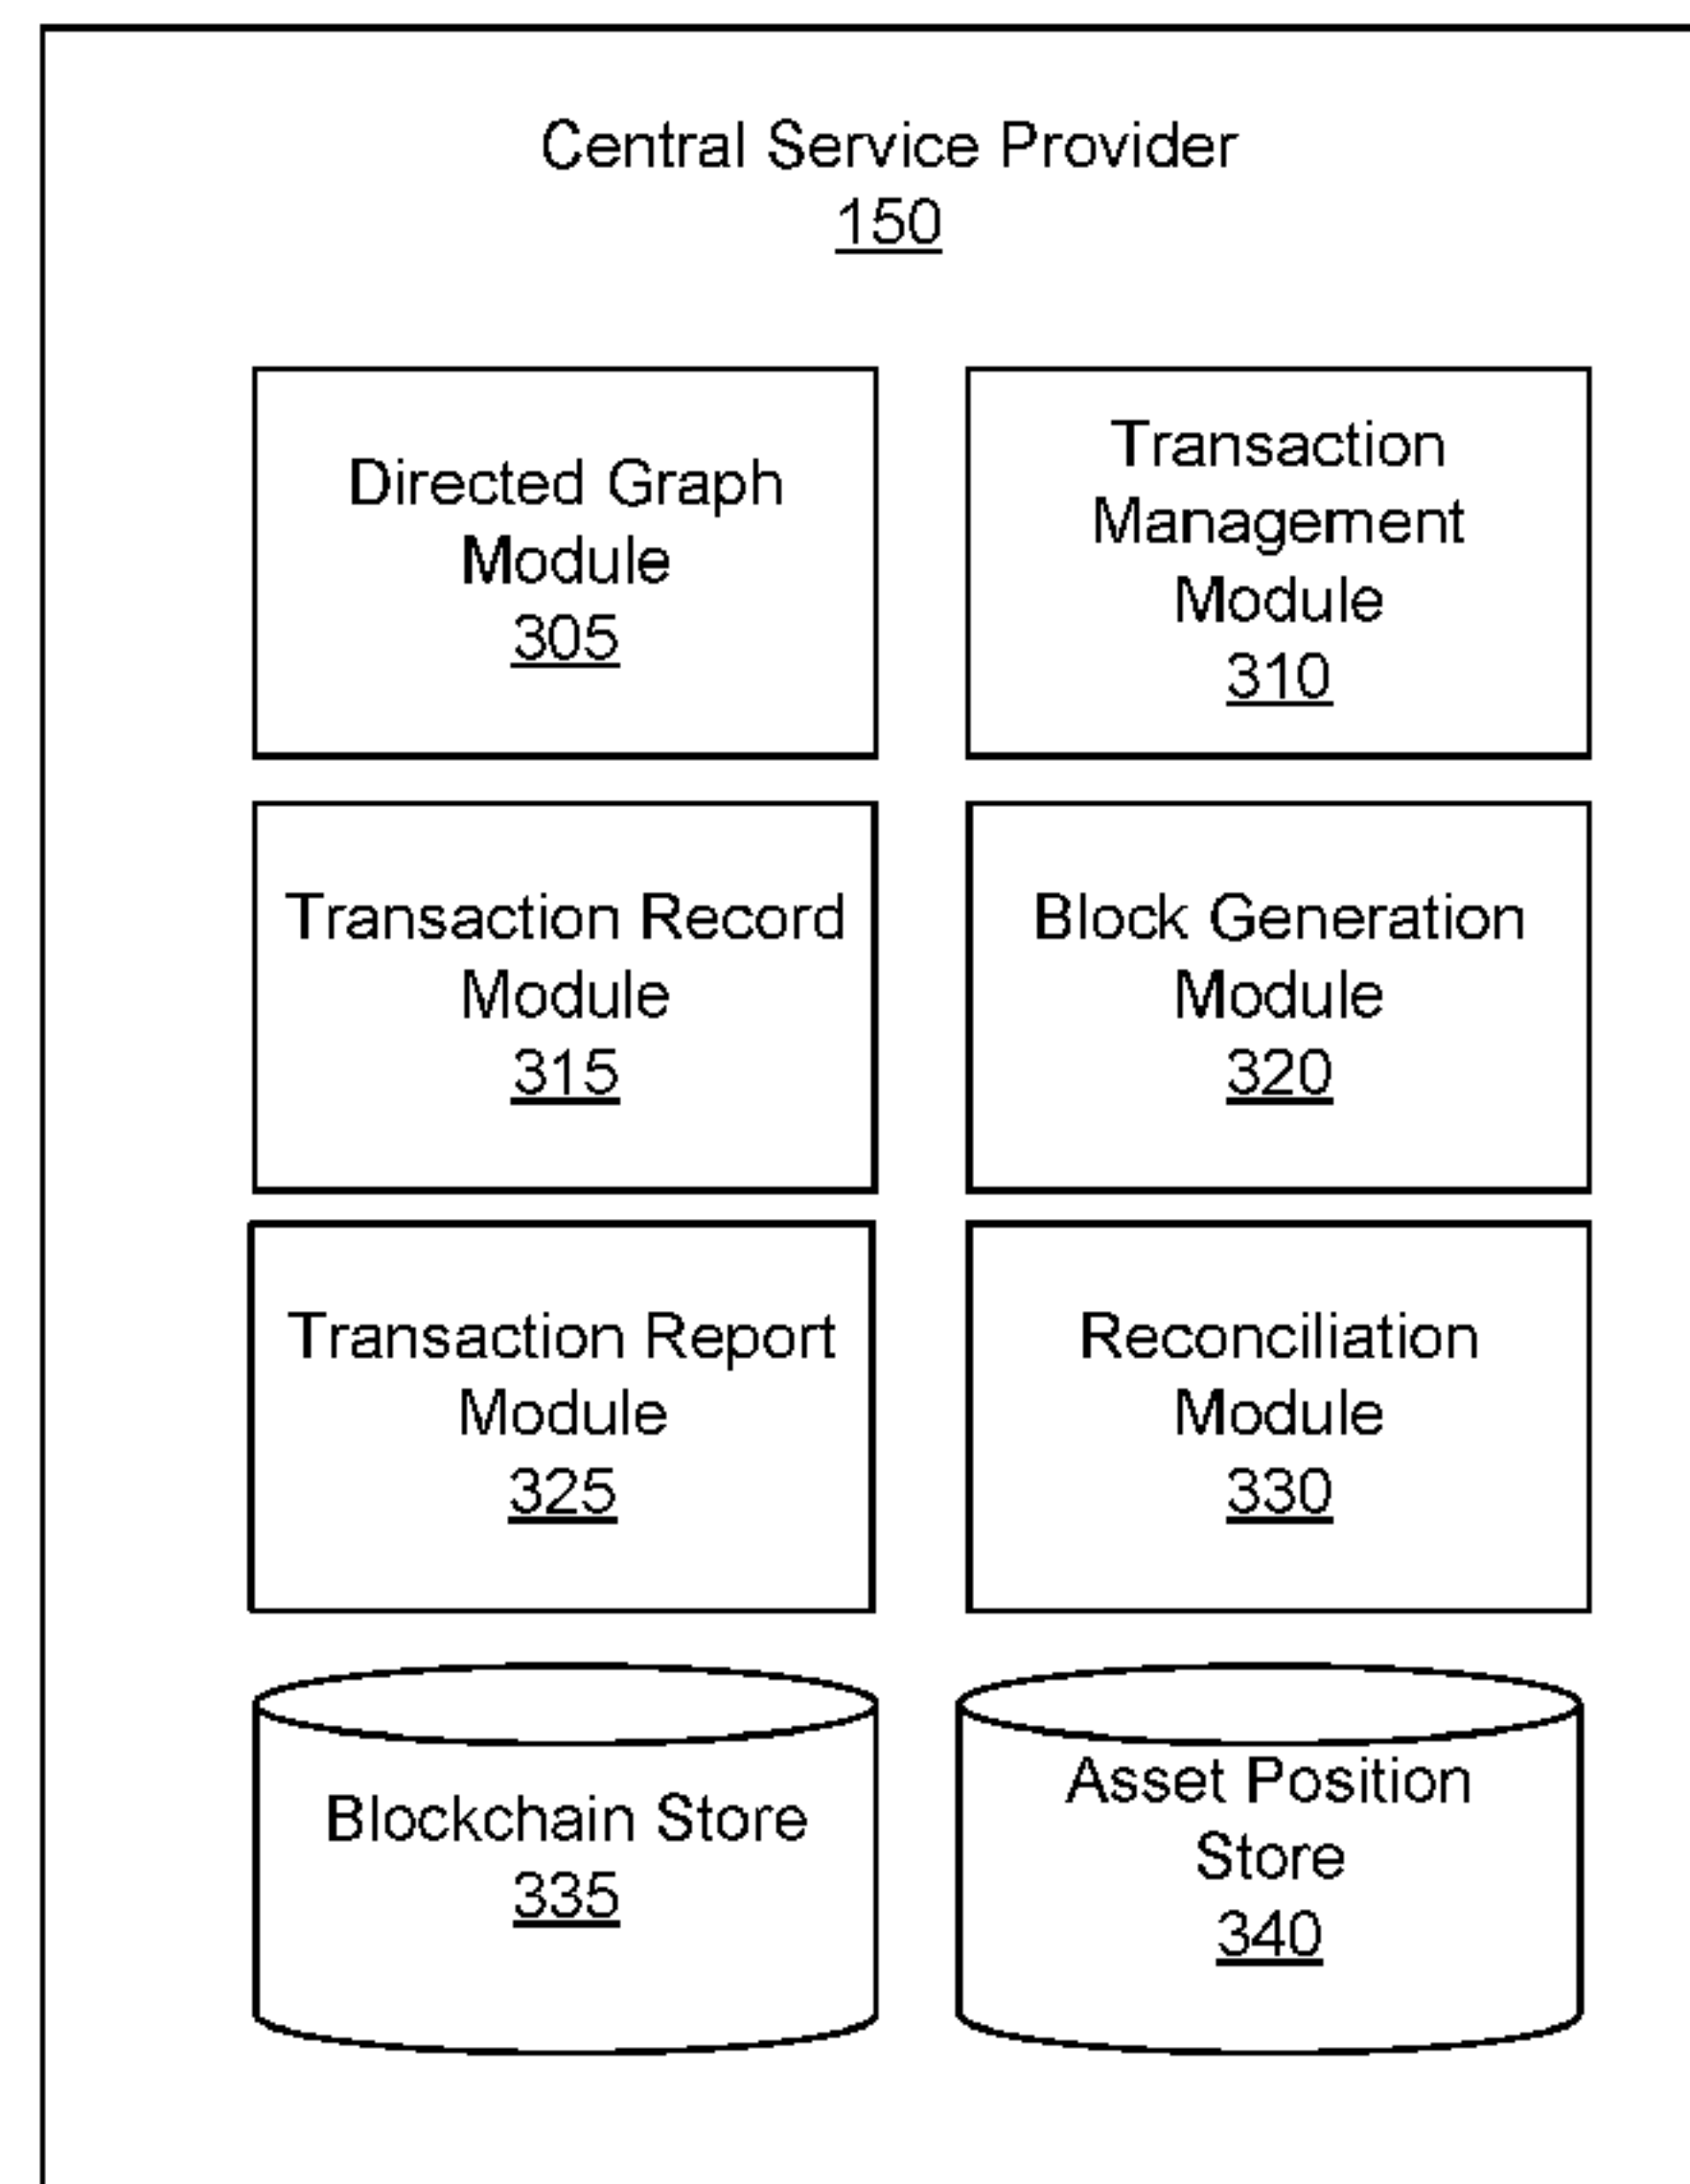 Central Service Provider
150
Directed Graph
Module
305
Transaction
Management
Module
310
Transaction Record
Module
315
Block Generation
Module
320
Transaction Report
Module
325
Reconciliation
Module
330
Blockchain Store
335
Asset Position
Store
340